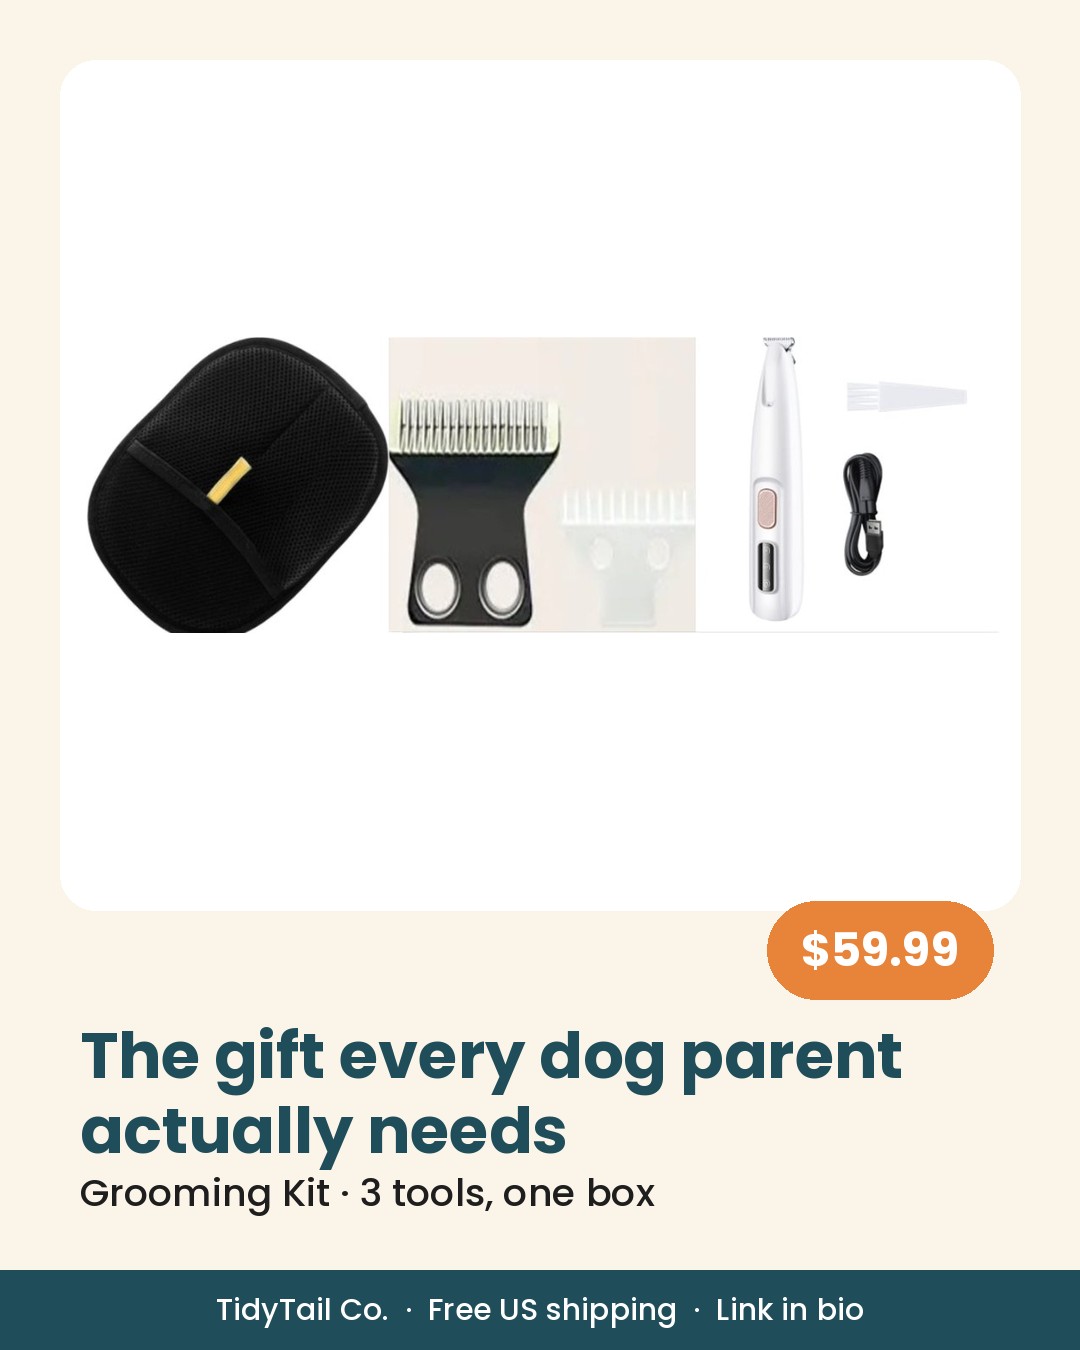 $59.99
The gift every dog parent
actually needs
Grooming Kit · 3 tools, one box
TidyTail Co. · Free US shipping · Link in bio